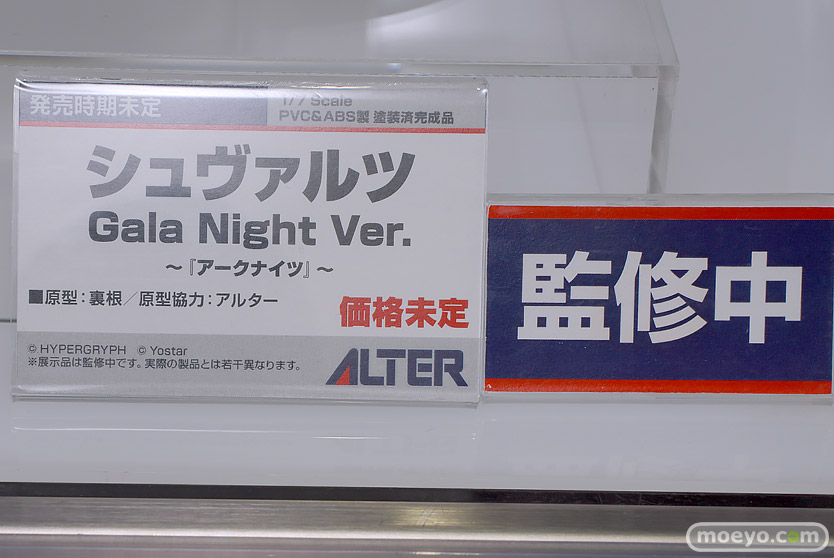 発売時期未定
1/7 Scale
PVC&ABS製 塗装済完成品
シュヴァルツ
Gala Night Ver.
~『アークナイツ』~
■原型:裏根/原型協力:アルター
価格未定
© HYPERGRYPH © Yostar
※展示品は監修中です。実際の製品とは若干異なります。
ALTER
監修中
moeyo.com